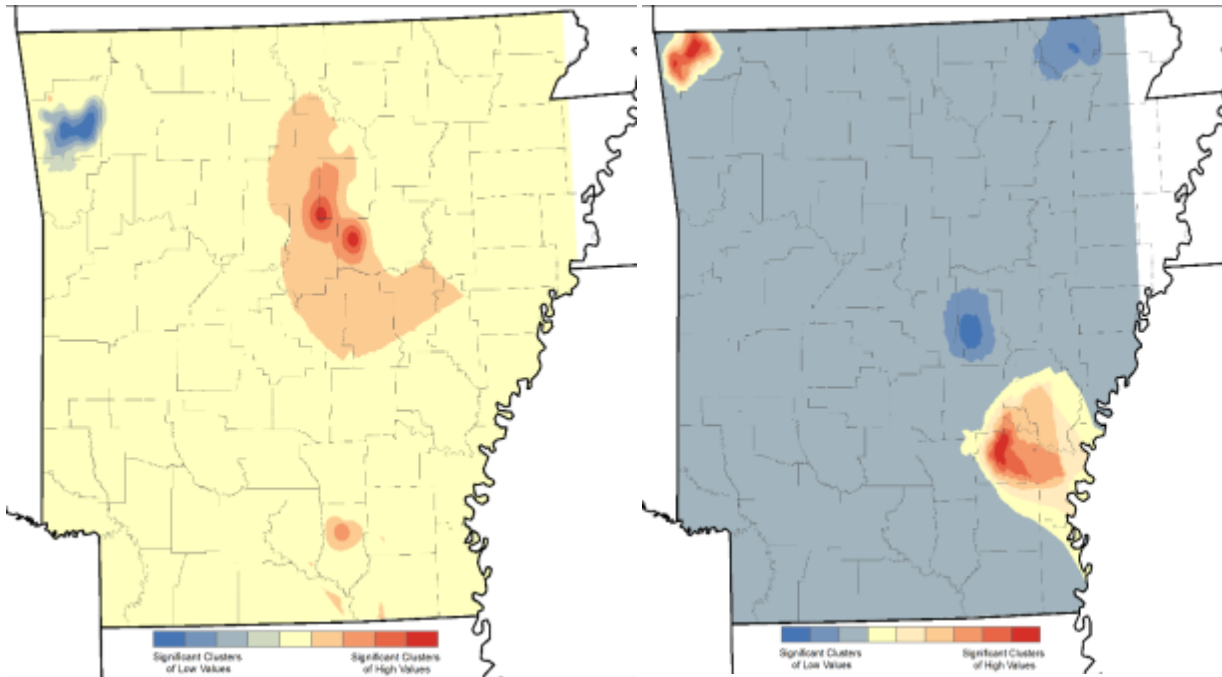 Significant Clusters
of Low Values
Significant Clusters
of High Values
Significant Clusters
of Low Values
Significant Clusters
of High Values